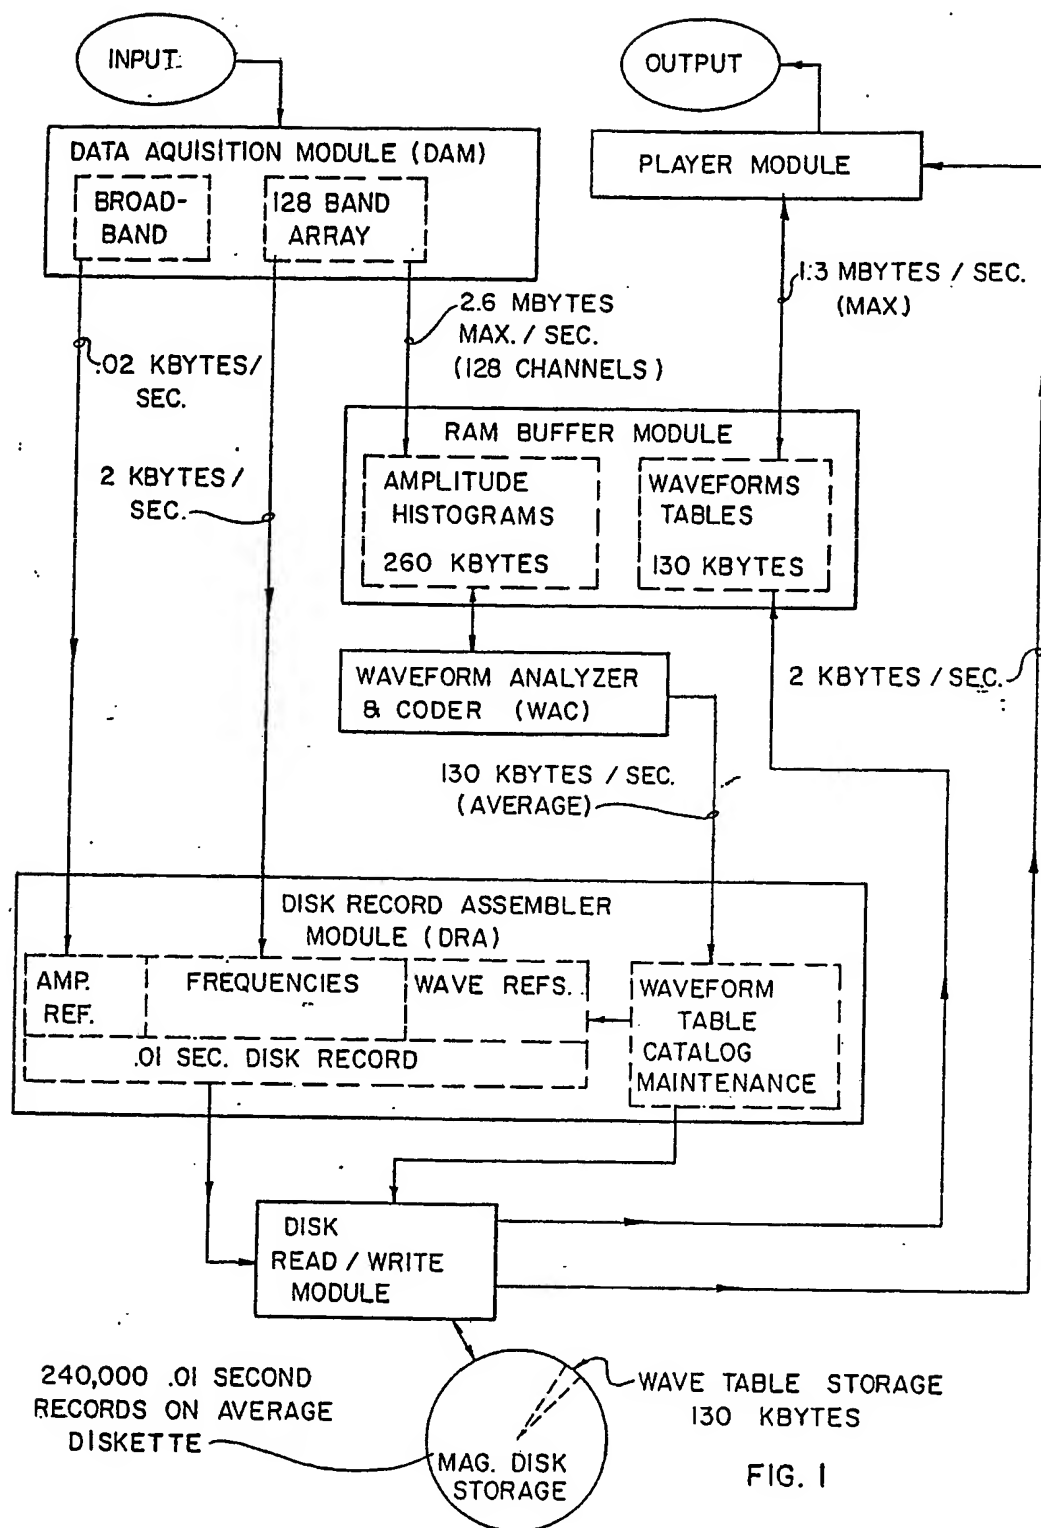 INPUT
OUTPUT
DATA AQUISITION MODULE (DAM)
BROAD-
BAND
128 BAND
ARRAY
PLAYER MODULE
2.6 MBYTES
MAX. / SEC.
(128 CHANNELS)
1.3 MBYTES / SEC.
(MAX.)
.02 KBYTES/
SEC.
2 KBYTES/
SEC.
RAM BUFFER MODULE
AMPLITUDE
HISTOGRAMS
260 KBYTES
WAVEFORMS
TABLES
130 KBYTES
WAVEFORM ANALYZER
& CODER (WAC)
2 KBYTES / SEC.
130 KBYTES / SEC.
(AVERAGE)
DISK RECORD ASSEMBLER
MODULE (DRA)
AMP.
REF.
FREQUENCIES
WAVE REFS.
.01 SEC. DISK RECORD
WAVEFORM
TABLE
CATALOG
MAINTENANCE
DISK
READ / WRITE
MODULE
240,000 .01 SECOND
RECORDS ON AVERAGE
DISKETTE
MAG. DISK
STORAGE
WAVE TABLE STORAGE
130 KBYTES
FIG. 1